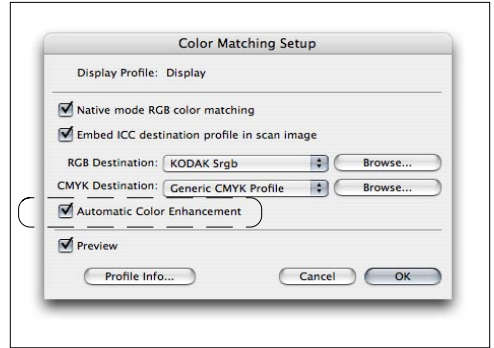 Color Matching Setup
Display Profile: Display
Native mode RGB color matching
Embed ICC destination profile in scan image
RGB Destination: KODAK Srgb Browse...
CMYK Destination: Generic CMYK Profile Browse...
Automatic Color Enhancement
Preview
Profile Info... Cancel OK